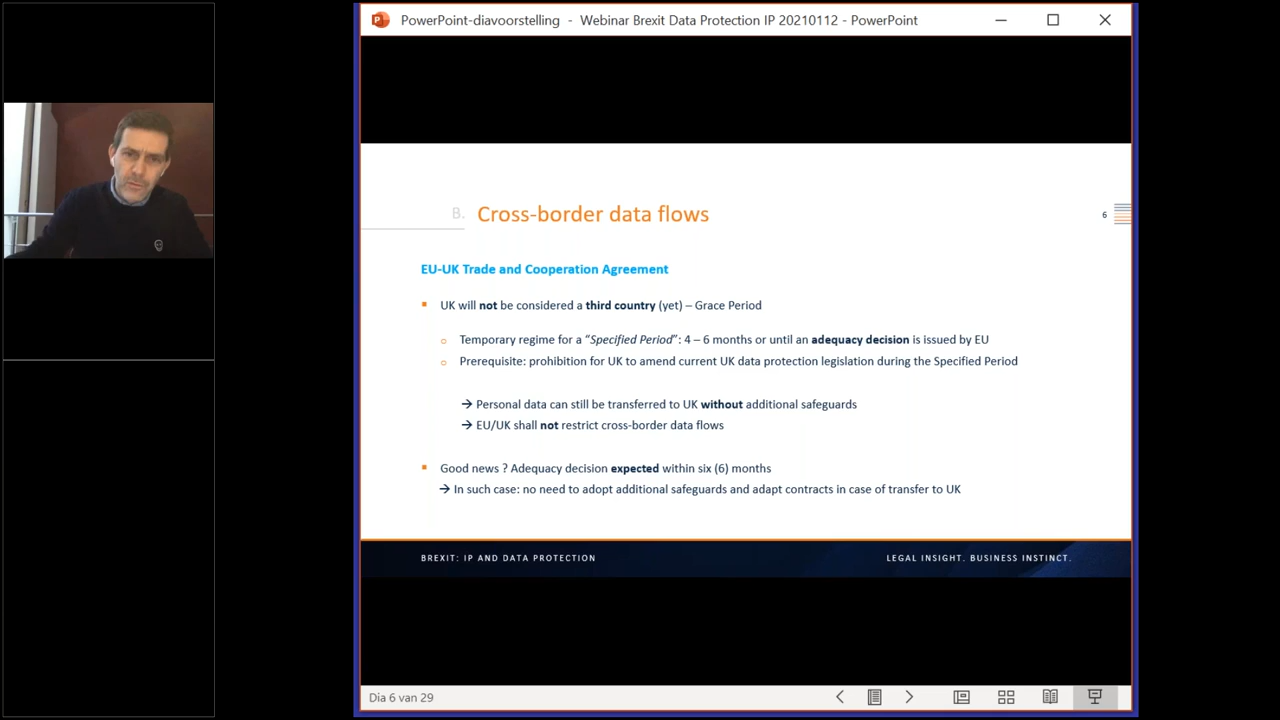 PowerPoint-diavoorstelling - Webinar Brexit Data Protection IP 20210112 - PowerPoint
B. Cross-border data flows
6
EU-UK Trade and Cooperation Agreement
UK will not be considered a third country (yet) – Grace Period
Temporary regime for a “Specified Period”: 4 – 6 months or until an adequacy decision is issued by EU
Prerequisite: prohibition for UK to amend current UK data protection legislation during the Specified Period
→ Personal data can still be transferred to UK without additional safeguards
→ EU/UK shall not restrict cross-border data flows
Good news ? Adequacy decision expected within six (6) months
→ In such case: no need to adopt additional safeguards and adapt contracts in case of transfer to UK
BREXIT: IP AND DATA PROTECTION
LEGAL INSIGHT. BUSINESS INSTINCT.
Dia 6 van 29